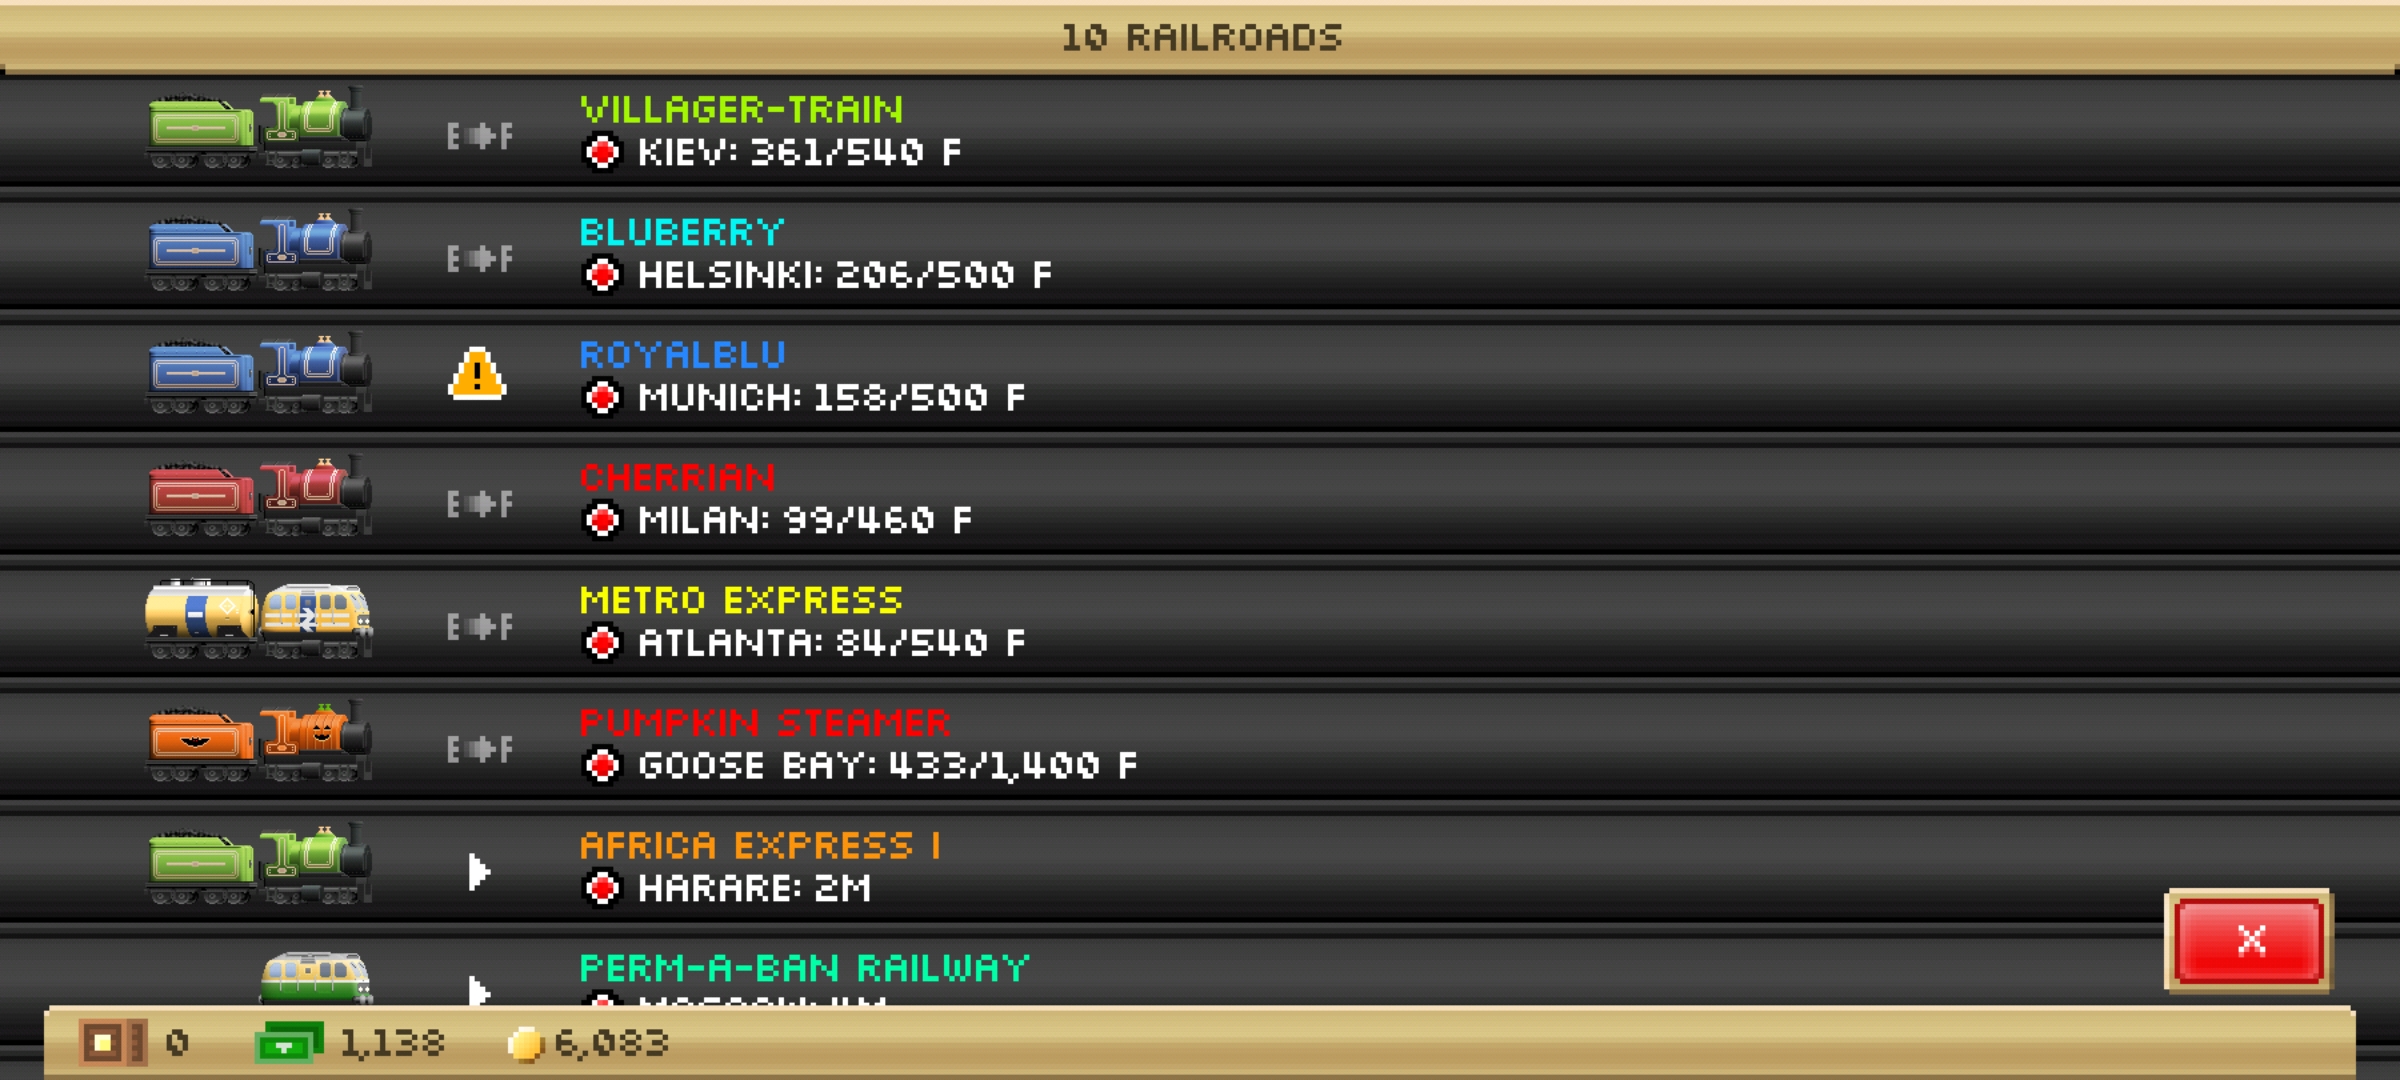 10 RAILROADS
VILLAGER-TRAIN
E F
KIEV: 361/540 F
BLUBERRY
E F
HELSINKI: 206/500 F
ROYALBLU
!
MUNICH: 158/500 F
CHERRIAN
E F
MILAN: 99/460 F
METRO EXPRESS
E F
ATLANTA: 84/540 F
PUMPKIN STEAMER
E F
GOOSE BAY: 433/1,400 F
AFRICA EXPRESS I
HARARE: 2M
X
PERM-A-BAN RAILWAY
0 1,138 6,083